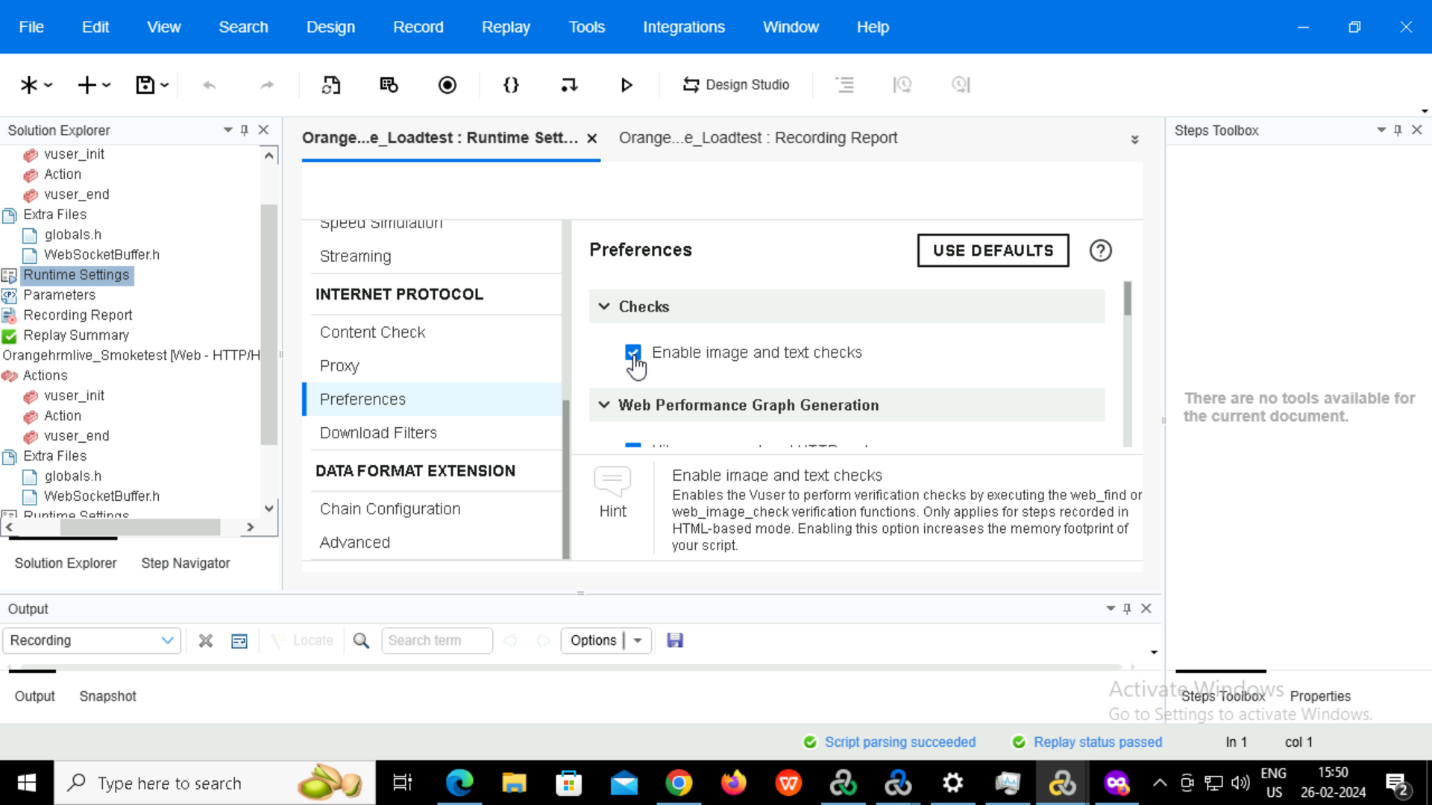 File Edit View Search Design Record Replay Tools Integrations Window Help
Design Studio
Solution Explorer
vuser_init
Action
vuser_end
Extra Files
globals.h
WebSocketBuffer.h
Runtime Settings
Parameters
Recording Report
Replay Summary
Orangehrmlive_Smoketest [Web - HTTP/H
Actions
vuser_init
Action
vuser_end
Extra Files
globals.h
WebSocketBuffer.h
Runtime Settings
Solution Explorer Step Navigator
Orange...e_Loadtest : Runtime Sett... Orange...e_Loadtest : Recording Report
Speed Simulation
Streaming
INTERNET PROTOCOL
Content Check
Proxy
Preferences
Download Filters
DATA FORMAT EXTENSION
Chain Configuration
Advanced
Preferences USE DEFAULTS
Checks
Enable image and text checks
Web Performance Graph Generation
Hint
Enable image and text checks
Enables the Vuser to perform verification checks by executing the web_find or
web_image_check verification functions. Only applies for steps recorded in
HTML-based mode. Enabling this option increases the memory footprint of
your script.
Steps Toolbox
There are no tools available for
the current document.
Output
Recording Locate Search term Options
Output Snapshot
Steps Toolbox Properties
Activate Windows
Go to Settings to activate Windows.
Script parsing succeeded Replay status passed ln 1 col 1
Type here to search
ENG
US
15:50
26-02-2024
2